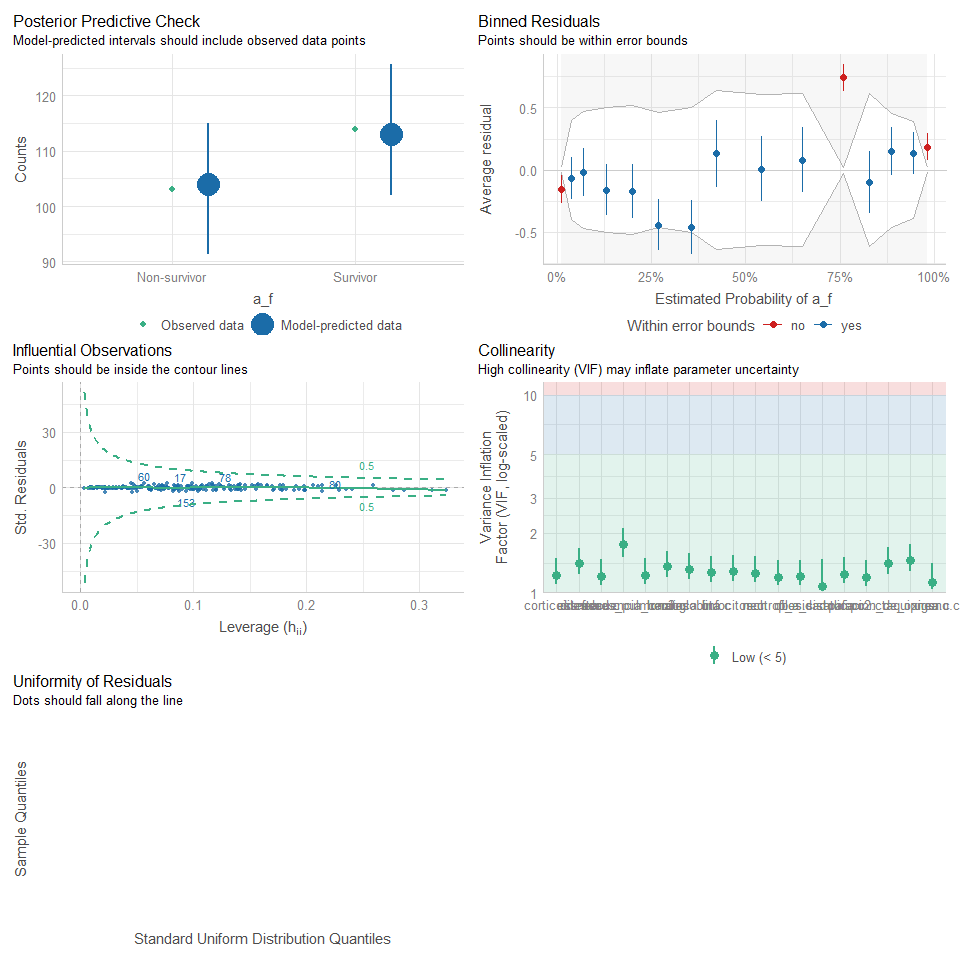 Posterior Predictive Check
Model-predicted intervals should include observed data points
Counts
120
110
100
90
Non-survivor
Survivor
a_f
Observed data
Model-predicted data
Binned Residuals
Points should be within error bounds
Average residual
0.5
0.0
-0.5
0%
25%
50%
75%
100%
Estimated Probability of a_f
Within error bounds
no
yes
Influential Observations
Points should be inside the contour lines
Std. Residuals
30
0
-30
60
17
78
80
153
0.5
0.5
0.0
0.1
0.2
0.3
Leverage (hii)
Collinearity
High collinearity (VIF) may inflate parameter uncertainty
Variance Inflation
Factor (VIF, log-scaled)
10
5
3
2
1
Low (< 5)
Uniformity of Residuals
Dots should fall along the line
Sample Quantiles
Standard Uniform Distribution Quantiles